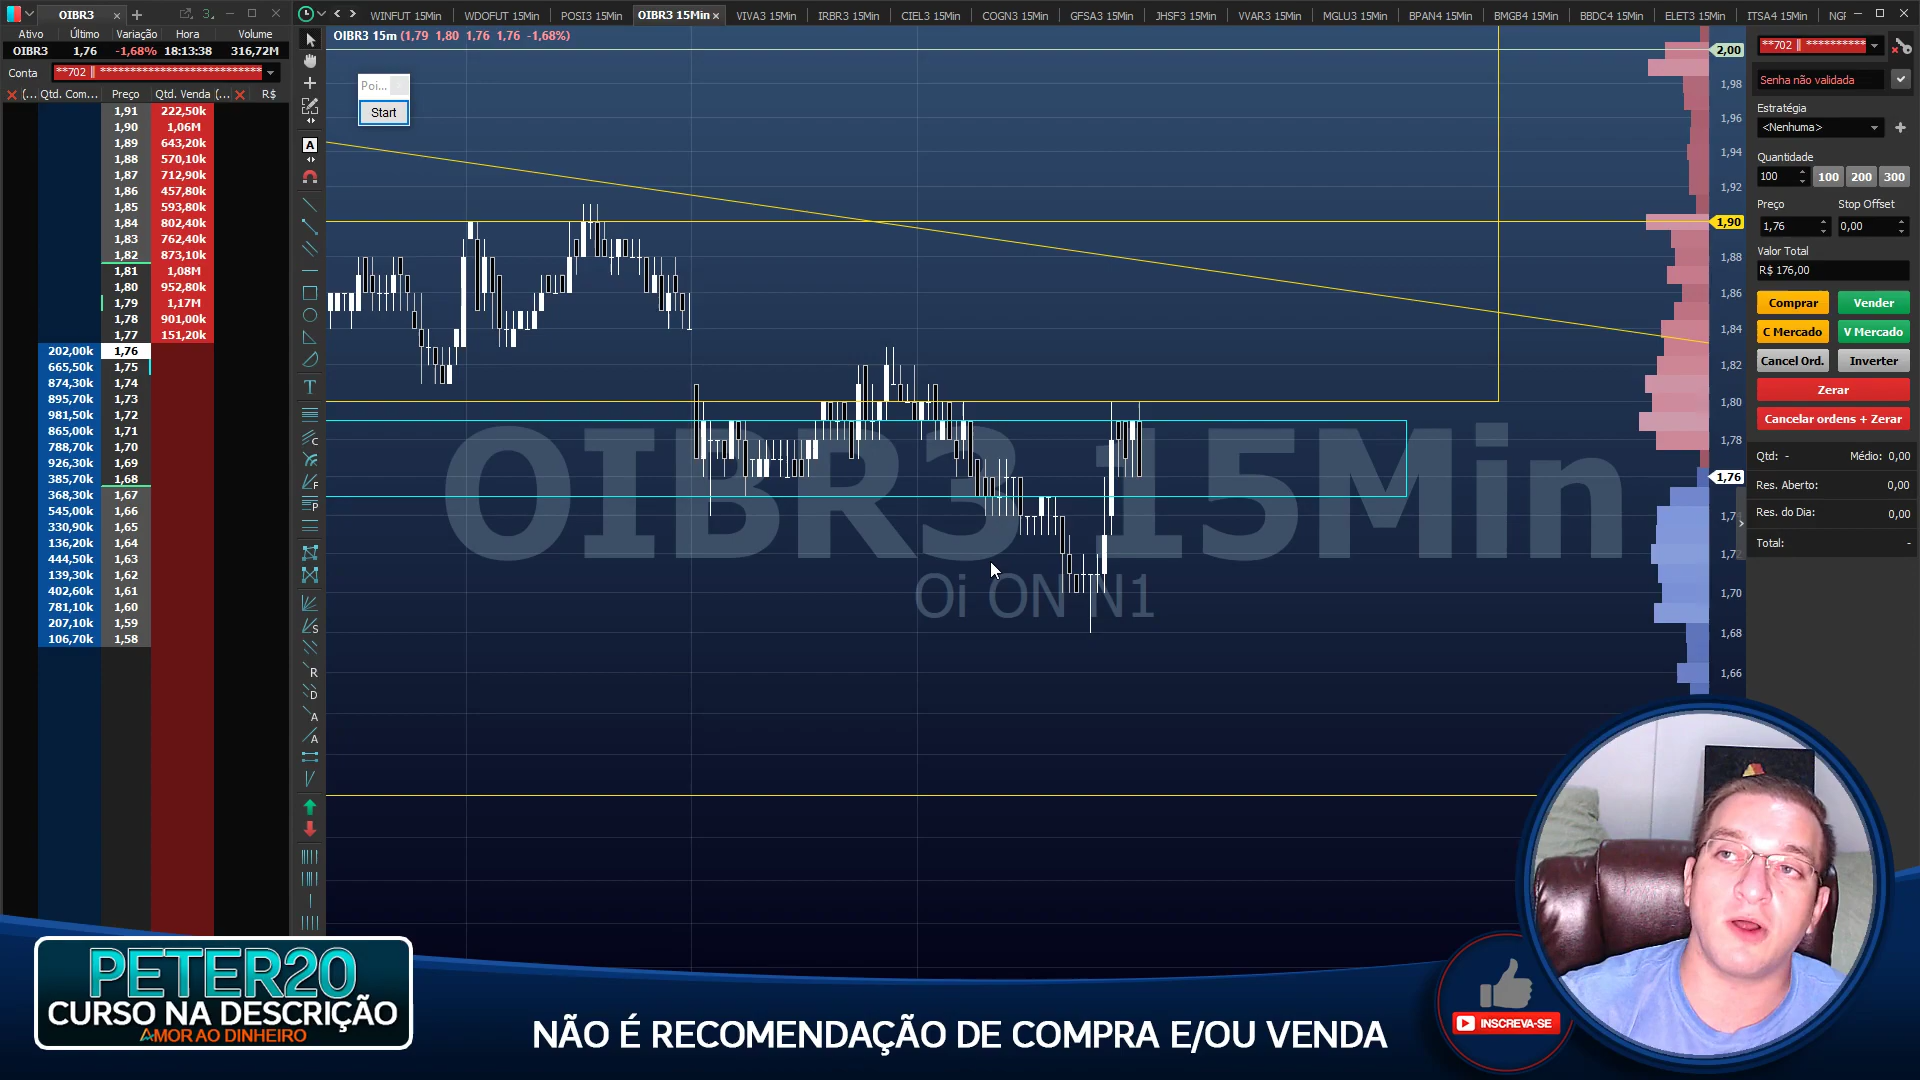 OIBR3
WINFUT 15Min WDOFUT 15Min POSI3 15Min OIBR3 15Min VIVA3 15Min IRBR3 15Min CIEL3 15Min COGN3 15Min GFSA3 15Min JHSF3 15Min VVAR3 15Min MGLU3 15Min BPAN4 15Min BMGB4 15Min BBDC4 15Min ELET3 15Min ITSA4 15Min
Ativo Último Variação Hora Volume
OIBR3 1,76 -1,68% 18:13:38 316,72M
Conta **702 || ****************************
(... Qtd. Com... Preço Qtd. Venda (... R$
1,91 222,50k
1,90 1,06M
1,89 643,20k
1,88 570,10k
1,87 712,90k
1,86 457,80k
1,85 593,80k
1,84 802,40k
1,83 762,40k
1,82 873,10k
1,81 1,08M
1,80 952,80k
1,79 1,17M
1,78 901,00k
1,77 151,20k
202,00k 1,76
665,50k 1,75
874,30k 1,74
895,70k 1,73
981,50k 1,72
865,00k 1,71
788,70k 1,70
926,30k 1,69
385,70k 1,68
368,30k 1,67
545,00k 1,66
330,90k 1,65
136,20k 1,64
444,50k 1,63
139,30k 1,62
402,60k 1,61
781,10k 1,60
207,10k 1,59
106,70k 1,58
OIBR3 15m (1,79 1,80 1,76 1,76 -1,68%)
Poi...
Start
OIBR3 15Min
Oi ON N1
2,00
1,98
1,96
1,94
1,92
1,90
1,88
1,86
1,84
1,82
1,80
1,78
1,76
1,70
1,68
1,66
**702 || **********
Senha não validada
Estratégia
<Nenhuma>
Quantidade
100 100 200 300
Preço Stop Offset
1,76 0,00
Valor Total
R$ 176,00
Comprar Vender
C Mercado V Mercado
Cancel Ord. Inverter
Zerar
Cancelar ordens + Zerar
Qtd: - Médio: 0,00
Res. Aberto: 0,00
Res. do Dia: 0,00
Total: -
PETER20
CURSO NA DESCRIÇÃO
AMOR AO DINHEIRO
NÃO É RECOMENDAÇÃO DE COMPRA E/OU VENDA
INSCREVA-SE